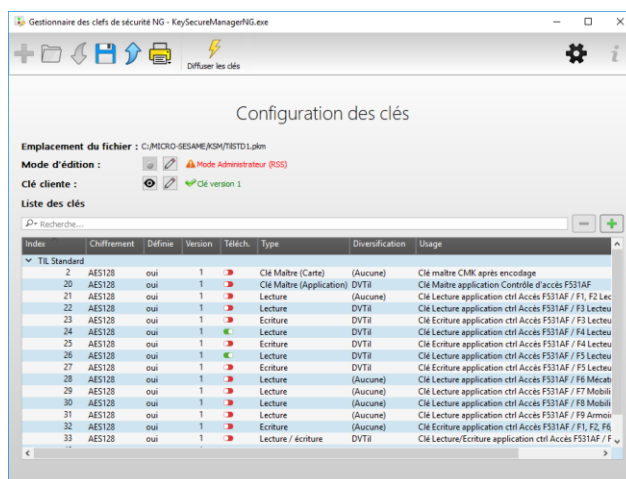 Gestionnaire des clefs de sécurité NG - KeySecureManagerNG.exe
Diffuser les clés
Configuration des clés
Emplacement du fichier : C:/MICRO-SESAME/KSM/TILSTD1.pkm
Mode d'édition : Mode Administrateur (RSS)
Clé cliente : Clé version 1
Liste des clés
Recherche...
Index Chiffrement Définie Version Téléch. Type Diversification Usage
TIL Standard
2 AES128 oui 1 Clé Maître (Carte) (Aucune) Clé maître CMK après encodage
20 AES128 oui 1 Clé Maître (Application) DVTil Clé Maitre application Contrôle d'accès F531AF
21 AES128 oui 1 Lecture (Aucune) Clé Lecture application ctrl Accès F531AF / F1, F2 Lec
22 AES128 oui 1 Lecture DVTil Clé Lecture application ctrl Accès F531AF / F3 Lecteu
23 AES128 oui 1 Ecriture DVTil Clé Ecriture application ctrl Accès F531AF / F3 Lecteu
24 AES128 oui 1 Lecture DVTil Clé Lecture application ctrl Accès F531AF / F4 Lecteu
25 AES128 oui 1 Ecriture DVTil Clé Ecriture application ctrl Accès F531AF / F4 Lecteu
26 AES128 oui 1 Lecture DVTil Clé Lecture application ctrl Accès F531AF / F5 Lecteu
27 AES128 oui 1 Ecriture DVTil Clé Ecriture application ctrl Accès F531AF / F5 Lecteu
28 AES128 oui 1 Lecture (Aucune) Clé Lecture application ctrl Accès F531AF / F6 Mécat
29 AES128 oui 1 Lecture (Aucune) Clé Lecture application ctrl Accès F531AF / F7 Mobili
30 AES128 oui 1 Lecture (Aucune) Clé Lecture application ctrl Accès F531AF / F8 Mobili
31 AES128 oui 1 Lecture (Aucune) Clé Lecture application ctrl Accès F531AF / F9 Armoir
32 AES128 oui 1 Ecriture (Aucune) Clé Ecriture application ctrl Accès F531AF / F1, F2, F6,
33 AES128 oui 1 Lecture / écriture DVTil Clé Lecture/Ecriture application ctrl Accès F531AF / F